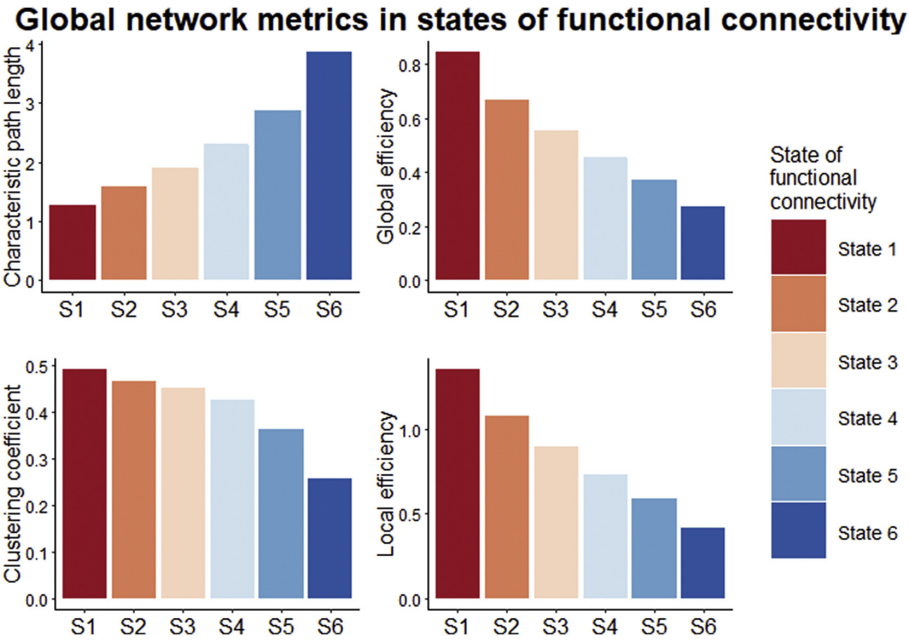 Global network metrics in states of functional connectivity
Characteristic path length
4
3
2
1
0
S1 S2 S3 S4 S5 S6
Global efficiency
0.8
0.6
0.4
0.2
0.0
S1 S2 S3 S4 S5 S6
Clustering coefficient
0.5
0.4
0.3
0.2
0.1
0.0
S1 S2 S3 S4 S5 S6
Local efficiency
1.0
0.5
0.0
S1 S2 S3 S4 S5 S6
State of
functional
connectivity
State 1
State 2
State 3
State 4
State 5
State 6